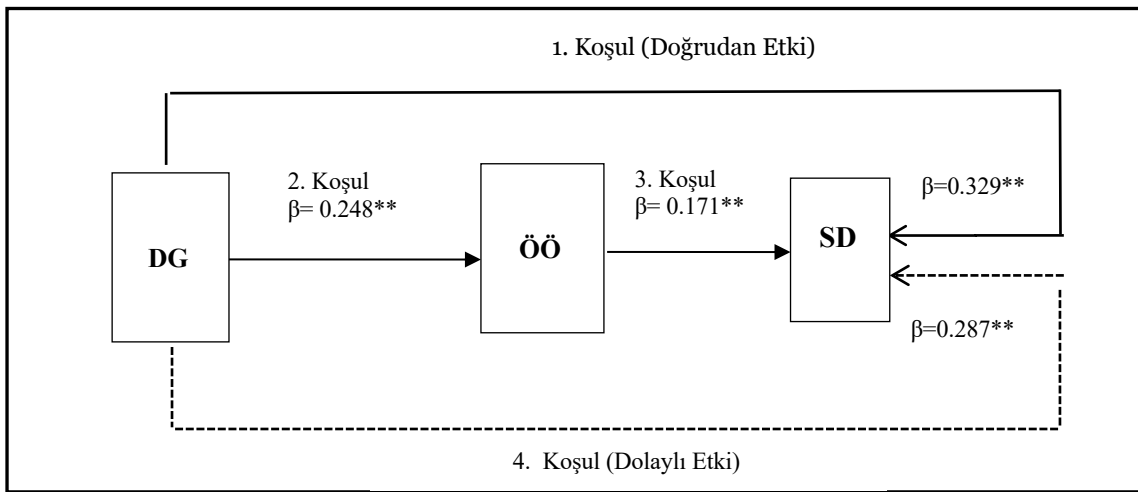 1. Koşul (Doğrudan Etki)
2. Koşul
β= 0.248**
3. Koşul
β= 0.171**
β=0.329**
DG
ÖÖ
SD
β=0.287**
4. Koşul (Dolaylı Etki)